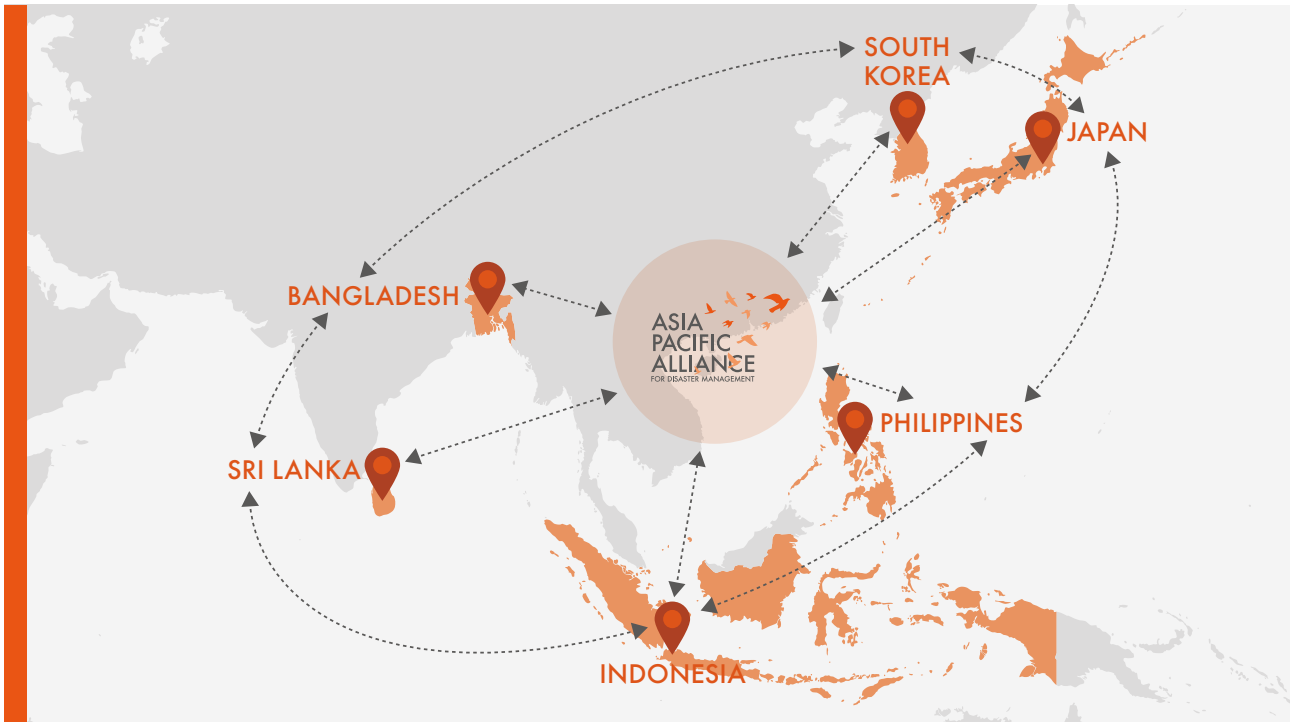 SOUTH
KOREA
JAPAN
BANGLADESH
ASIA
PACIFIC
ALLIANCE
FOR DISASTER MANAGEMENT
PHILIPPINES
SRI LANKA
INDONESIA